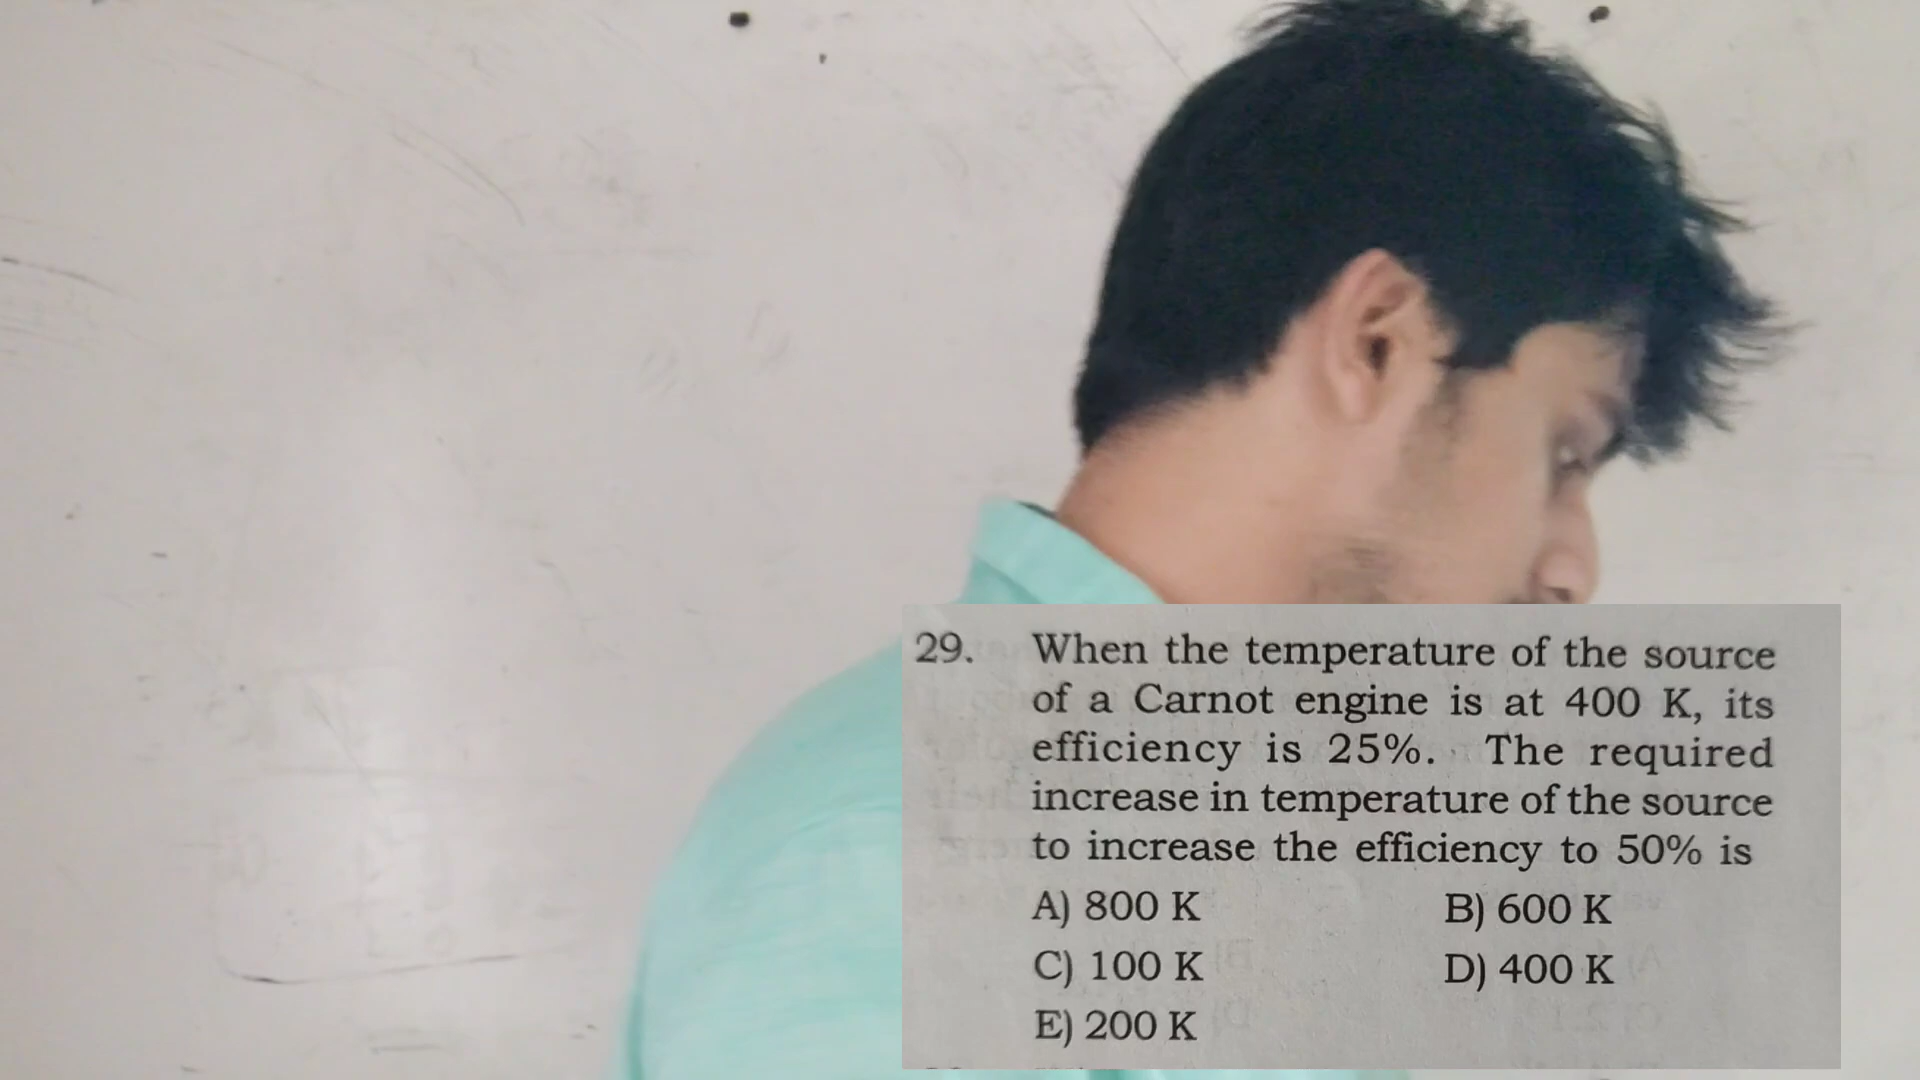 29. When the temperature of the source
of a Carnot engine is at 400 K, its
efficiency is 25%. The required
increase in temperature of the source
to increase the efficiency to 50% is
A) 800 K B) 600 K
C) 100 K D) 400 K
E) 200 K